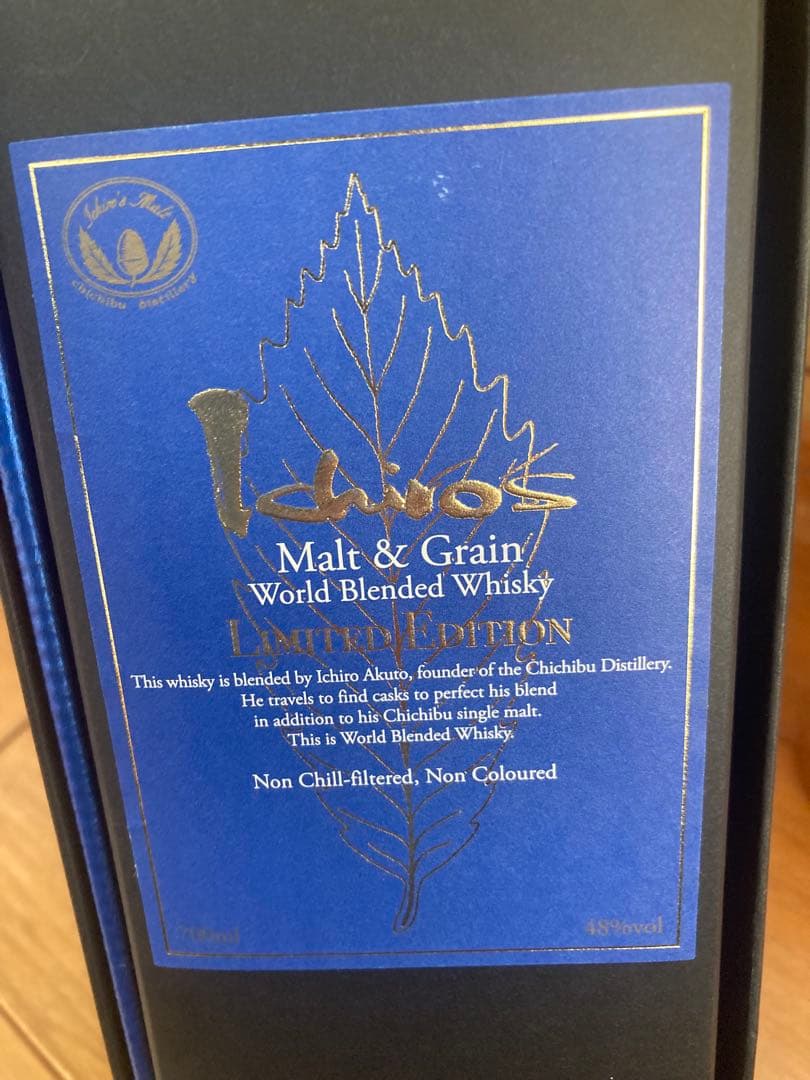 Ichiro's Malt
Chichibu Distillery
Ichiro's
Malt & Grain
World Blended Whisky
LIMITED EDITION
This whisky is blended by Ichiro Akuto, founder of the Chichibu Distillery.
He travels to find casks to perfect his blend
in addition to his Chichibu single malt.
This is World Blended Whisky.
Non Chill-filtered, Non Coloured
700ml
48%vol